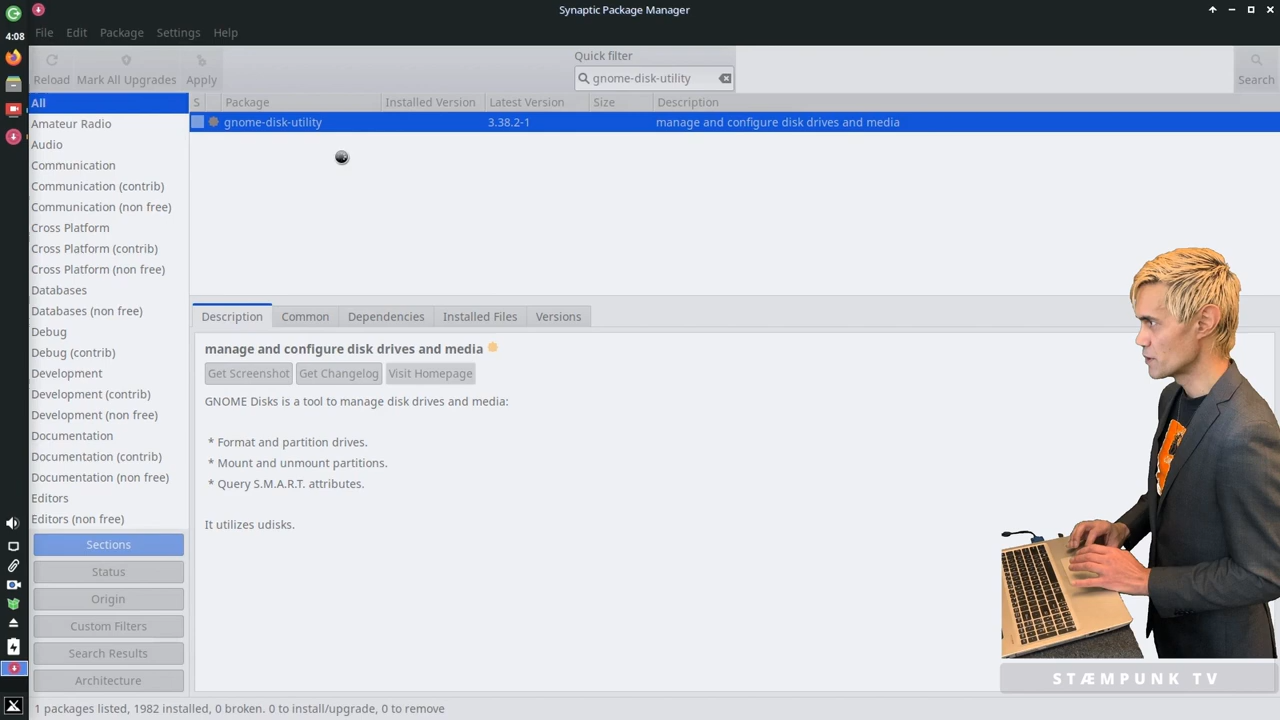 Synaptic Package Manager
4:08
File Edit Package Settings Help
Quick filter
Reload Mark All Upgrades Apply
gnome-disk-utility
Search
All
S Package Installed Version Latest Version Size Description
gnome-disk-utility 3.38.2-1 manage and configure disk drives and media
Amateur Radio
Audio
Communication
Communication (contrib)
Communication (non free)
Cross Platform
Cross Platform (contrib)
Cross Platform (non free)
Databases
Databases (non free)
Debug
Debug (contrib)
Development
Development (contrib)
Development (non free)
Documentation
Documentation (contrib)
Documentation (non free)
Editors
Editors (non free)
Sections
Status
Origin
Custom Filters
Search Results
Architecture
Description Common Dependencies Installed Files Versions
manage and configure disk drives and media
Get Screenshot Get Changelog Visit Homepage
GNOME Disks is a tool to manage disk drives and media:
* Format and partition drives.
* Mount and unmount partitions.
* Query S.M.A.R.T. attributes.
It utilizes udisks.
STÆMPUNK TV
1 packages listed, 1982 installed, 0 broken. 0 to install/upgrade, 0 to remove